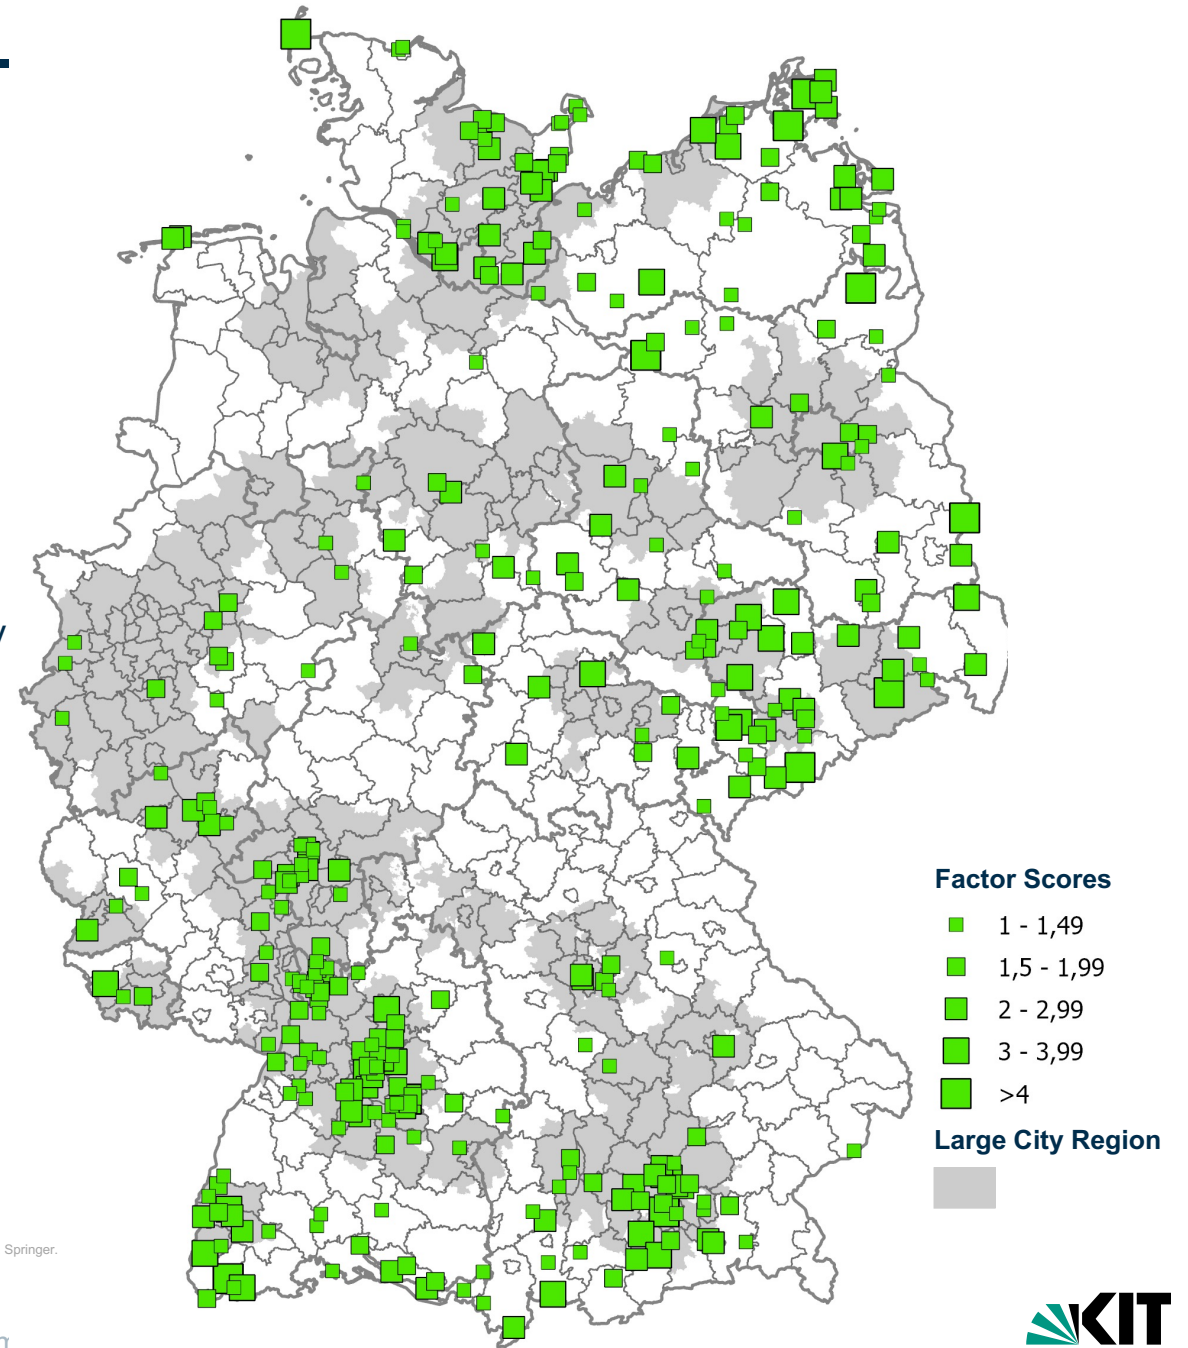 y
Factor Scores
1 - 1,49
1,5 - 1,99
2 - 2,99
3 - 3,99
>4
Large City Region
Springer.
KIT